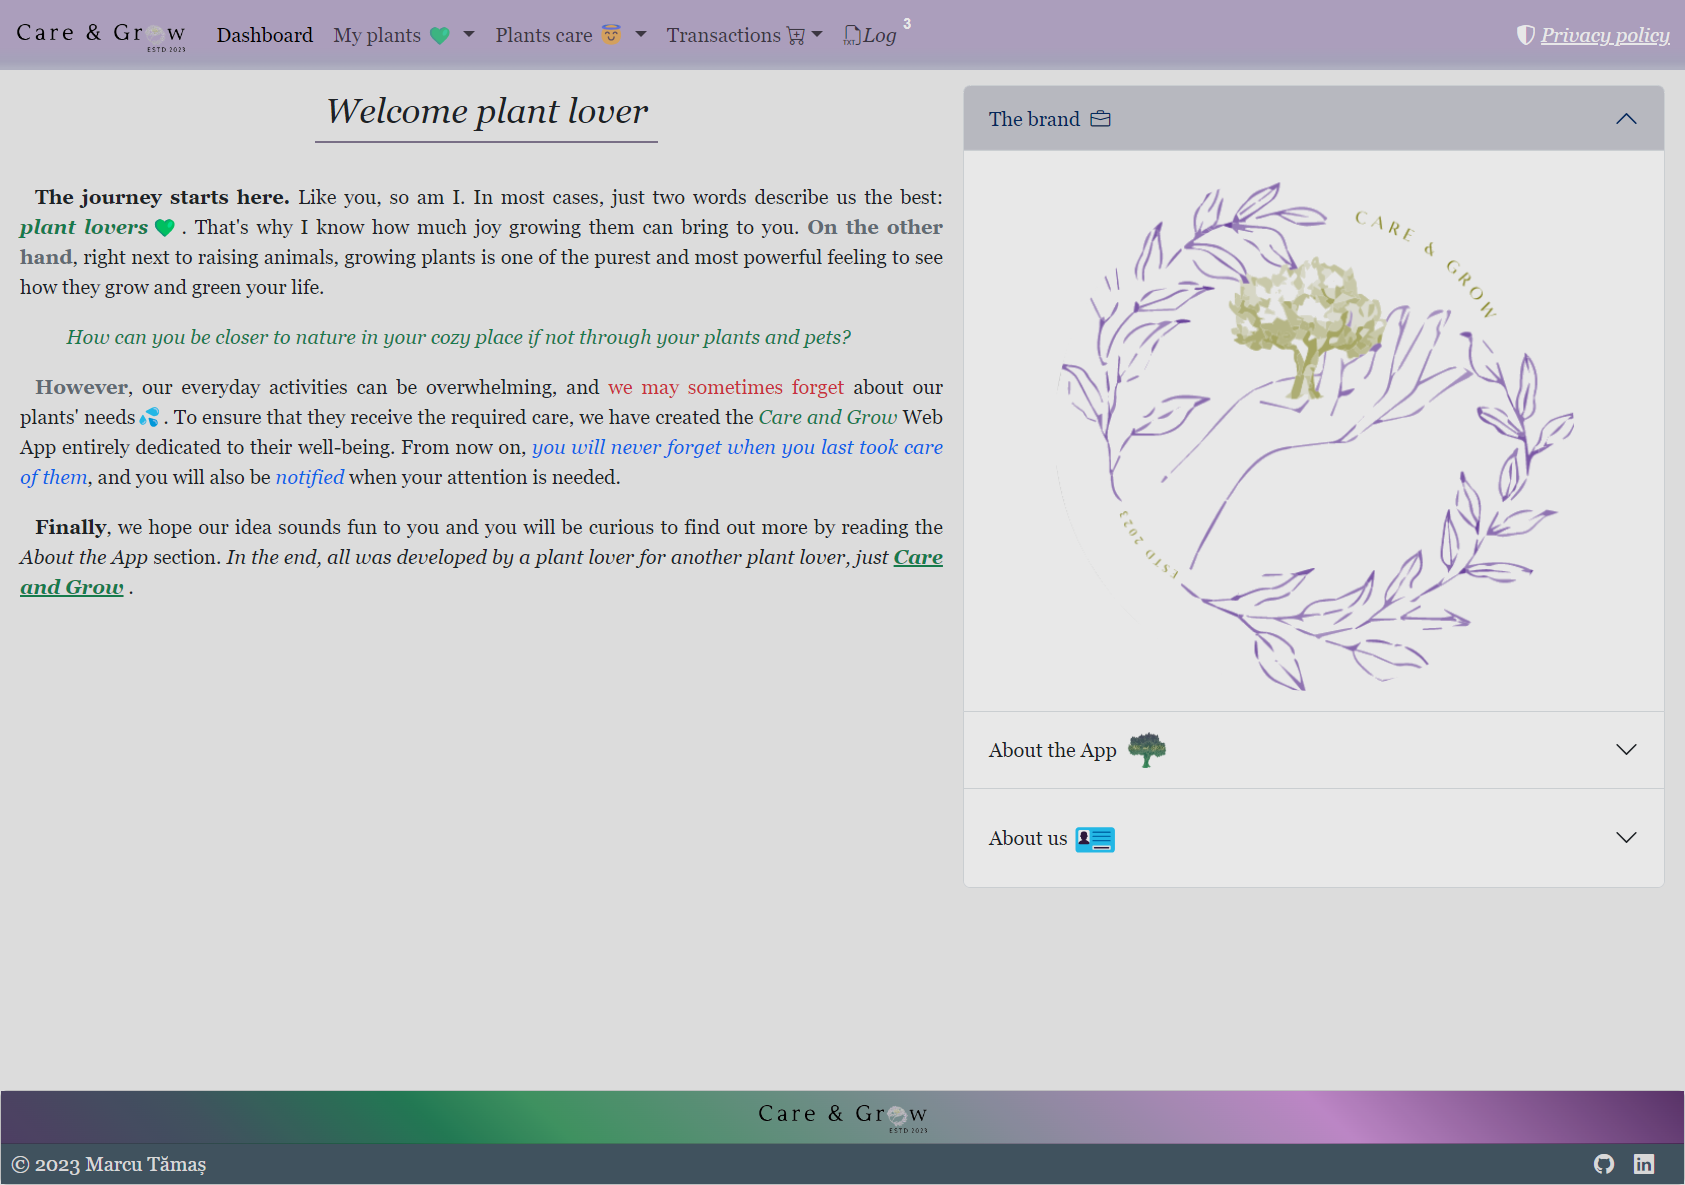 Care & Grow
ESTD 2023
Dashboard
My plants
Plants care
Transactions
TXT
Log
3
Privacy policy
Welcome plant lover
The journey starts here. Like you, so am I. In most cases, just two words describe us the best:
plant lovers . That's why I know how much joy growing them can bring to you. On the other
hand, right next to raising animals, growing plants is one of the purest and most powerful feeling to see
how they grow and green your life.
How can you be closer to nature in your cozy place if not through your plants and pets?
However, our everyday activities can be overwhelming, and we may sometimes forget about our
plants' needs . To ensure that they receive the required care, we have created the Care and Grow Web
App entirely dedicated to their well-being. From now on, you will never forget when you last took care
of them, and you will also be notified when your attention is needed.
Finally, we hope our idea sounds fun to you and you will be curious to find out more by reading the
About the App section. In the end, all was developed by a plant lover for another plant lover, just Care
and Grow .
The brand
CARE & GROW
ESTD 2023
About the App
About us
Care & Grow
ESTD 2023
© 2023 Marcu Tămaș
in